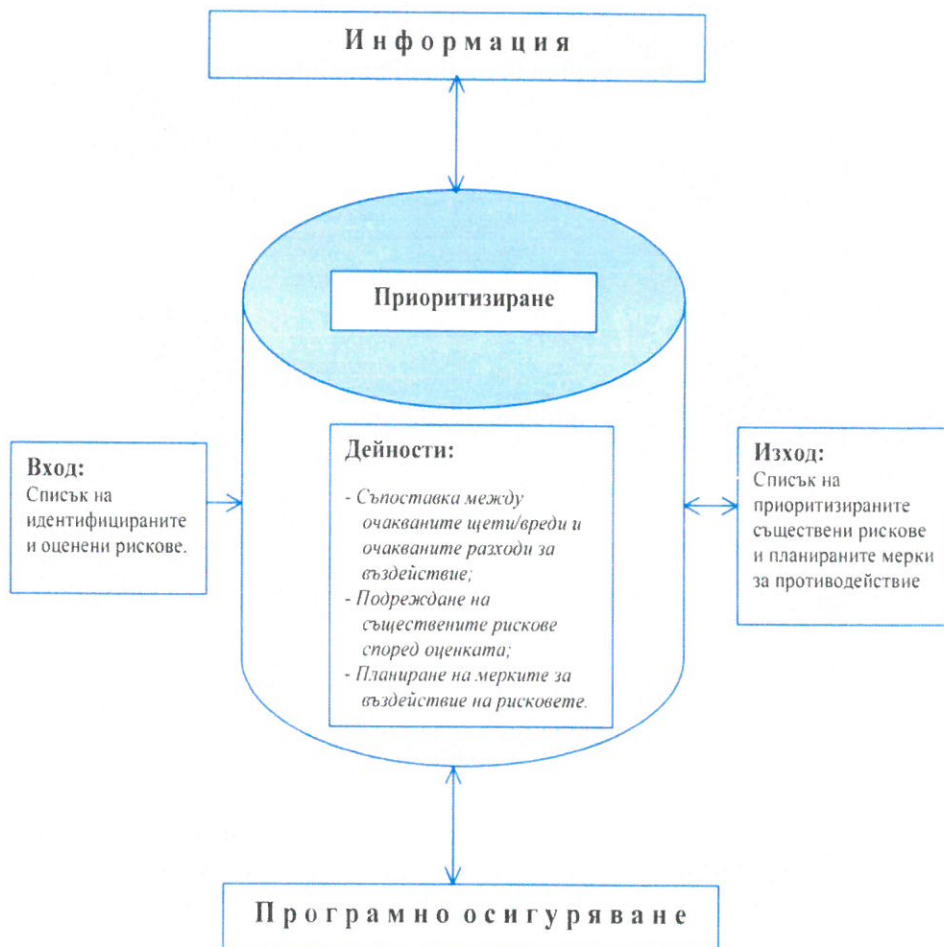 Информация
Приоритизиране
Вход:
Списък на
идентифицираните
и оценени рискове.
Дейности:
- Съпоставка между
очакваните щети/вреди и
очакваните разходи за
въздействие;
- Подреждане на
съществените рискове
според оценката;
- Планиране на мерките за
въздействие на рисковете.
Изход:
Списък на
приоритизираните
съществени рискове
и планираните мерки
за противодействие
Програмно осигуряване